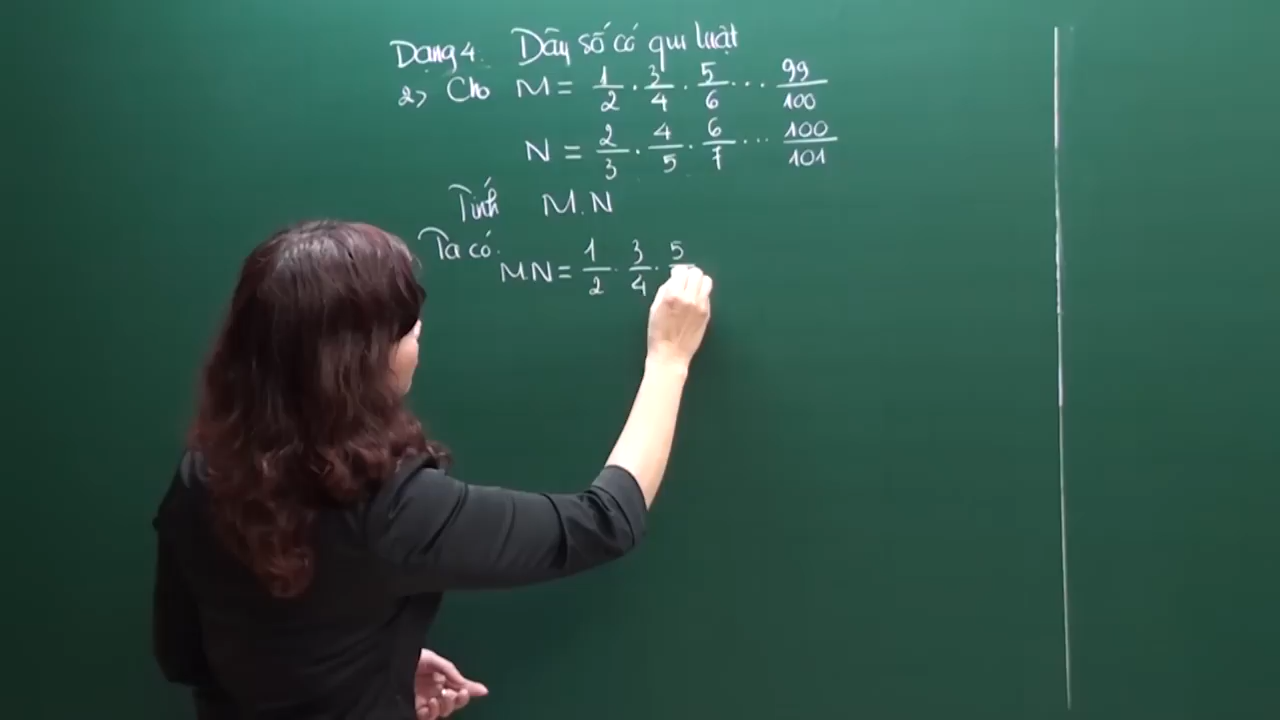 Dạng 4. Dãy số có qui luật
2) Cho M = 1/2 . 3/4 . 5/6 ... 99/100
N = 2/3 . 4/5 . 6/7 ... 100/101
Tính M.N
Ta có.
M.N = 1/2 . 3/4 . 5